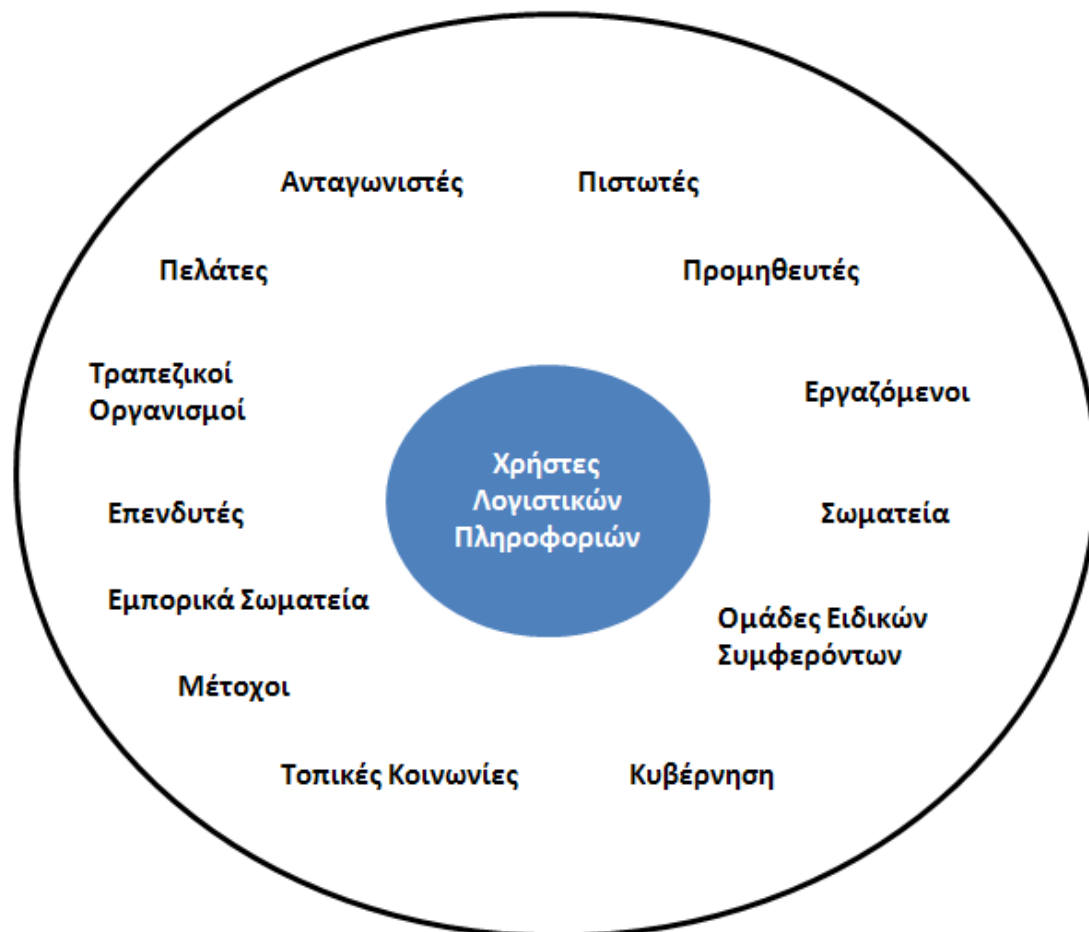 Ανταγωνιστές
Πιστωτές
Πελάτες
Προμηθευτές
Τραπεζικοί
Οργανισμοί
Εργαζόμενοι
Χρήστες
Λογιστικών
Πληροφοριών
Επενδυτές
Σωματεία
Εμπορικά Σωματεία
Ομάδες Ειδικών
Συμφερόντων
Μέτοχοι
Τοπικές Κοινωνίες
Κυβέρνηση